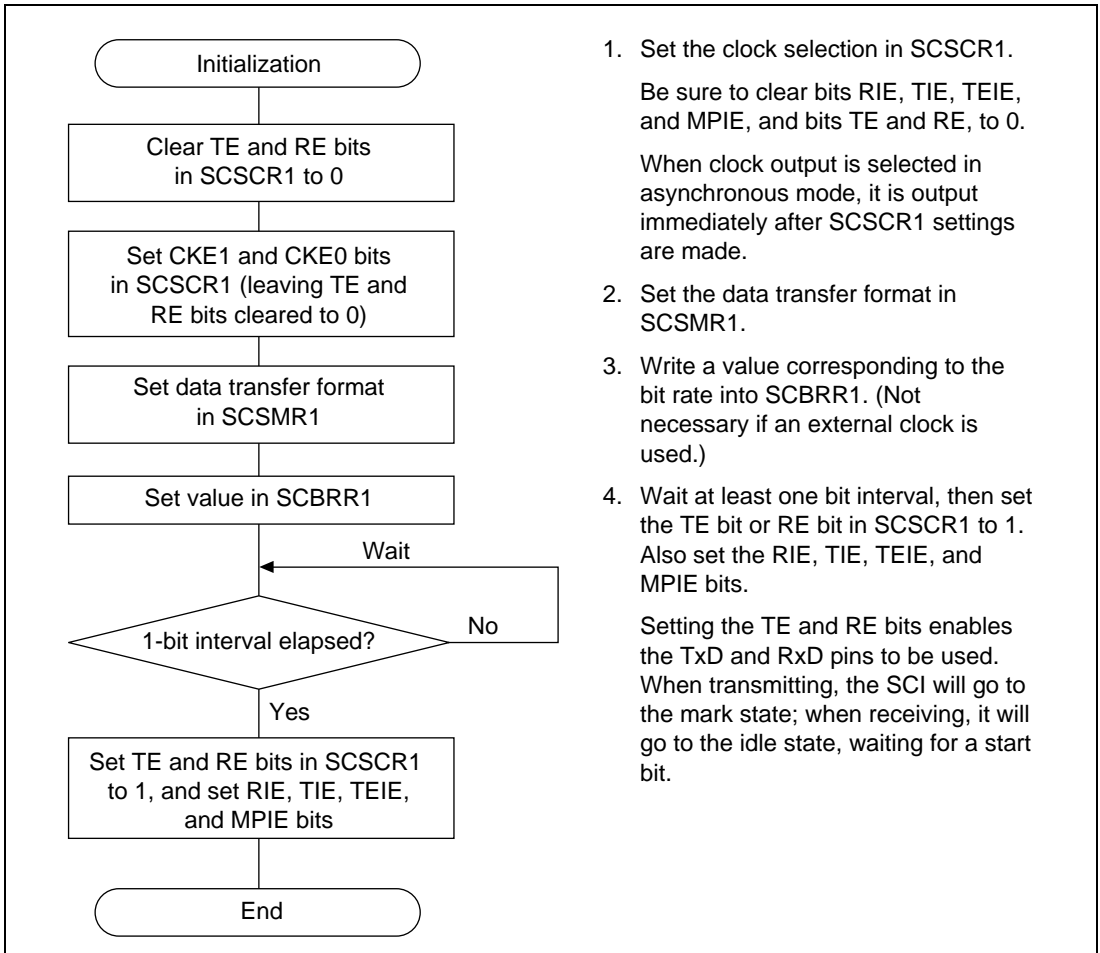 Initialization
Clear TE and RE bits
in SCSCR1 to 0
Set CKE1 and CKE0 bits
in SCSCR1 (leaving TE and
RE bits cleared to 0)
Set data transfer format
in SCSMR1
Set value in SCBRR1
Wait
1-bit interval elapsed?
No
Yes
Set TE and RE bits in SCSCR1
to 1, and set RIE, TIE, TEIE,
and MPIE bits
End
1. Set the clock selection in SCSCR1.
Be sure to clear bits RIE, TIE, TEIE,
and MPIE, and bits TE and RE, to 0.
When clock output is selected in
asynchronous mode, it is output
immediately after SCSCR1 settings
are made.
2. Set the data transfer format in
SCSMR1.
3. Write a value corresponding to the
bit rate into SCBRR1. (Not
necessary if an external clock is
used.)
4. Wait at least one bit interval, then set
the TE bit or RE bit in SCSCR1 to 1.
Also set the RIE, TIE, TEIE, and
MPIE bits.
Setting the TE and RE bits enables
the TxD and RxD pins to be used.
When transmitting, the SCI will go to
the mark state; when receiving, it will
go to the idle state, waiting for a start
bit.